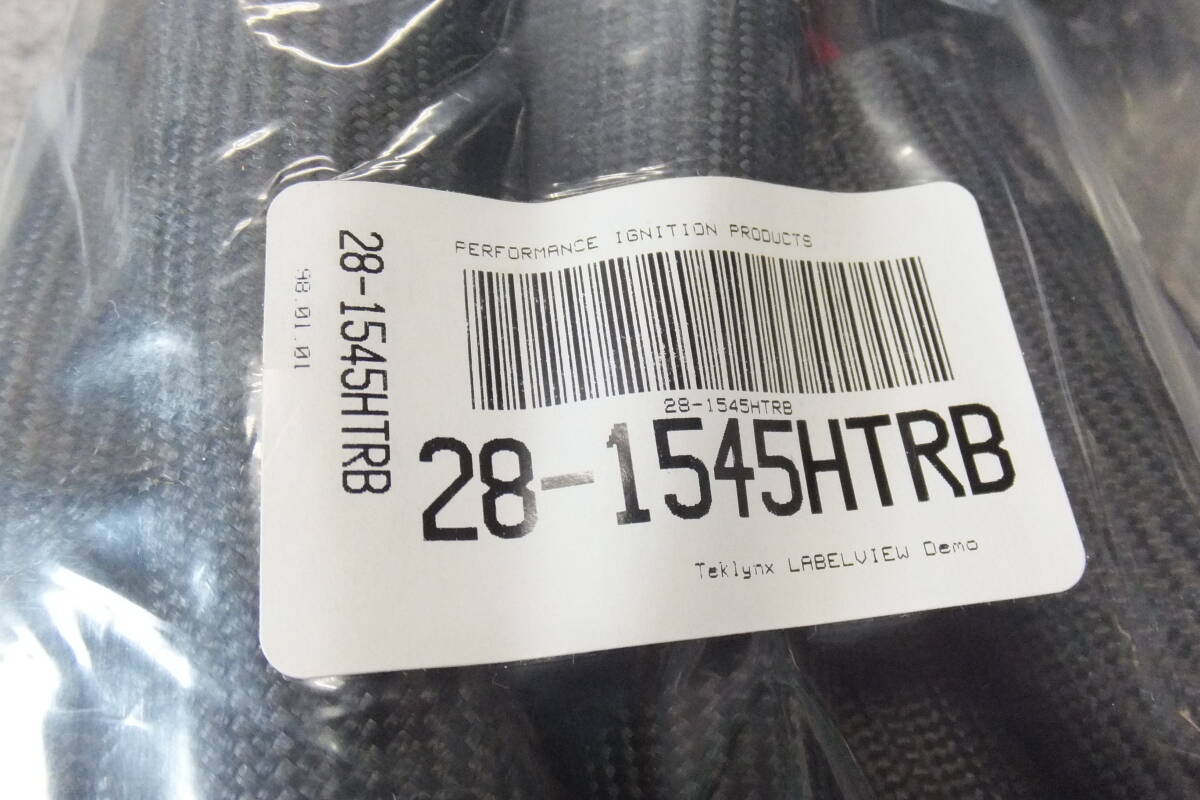 PERFORMANCE IGNITION PRODUCTS
28-1545HTRB
28-1545HTRB
Teklynx LABELVIEW Demo
28-1545HTRB
98.01.01